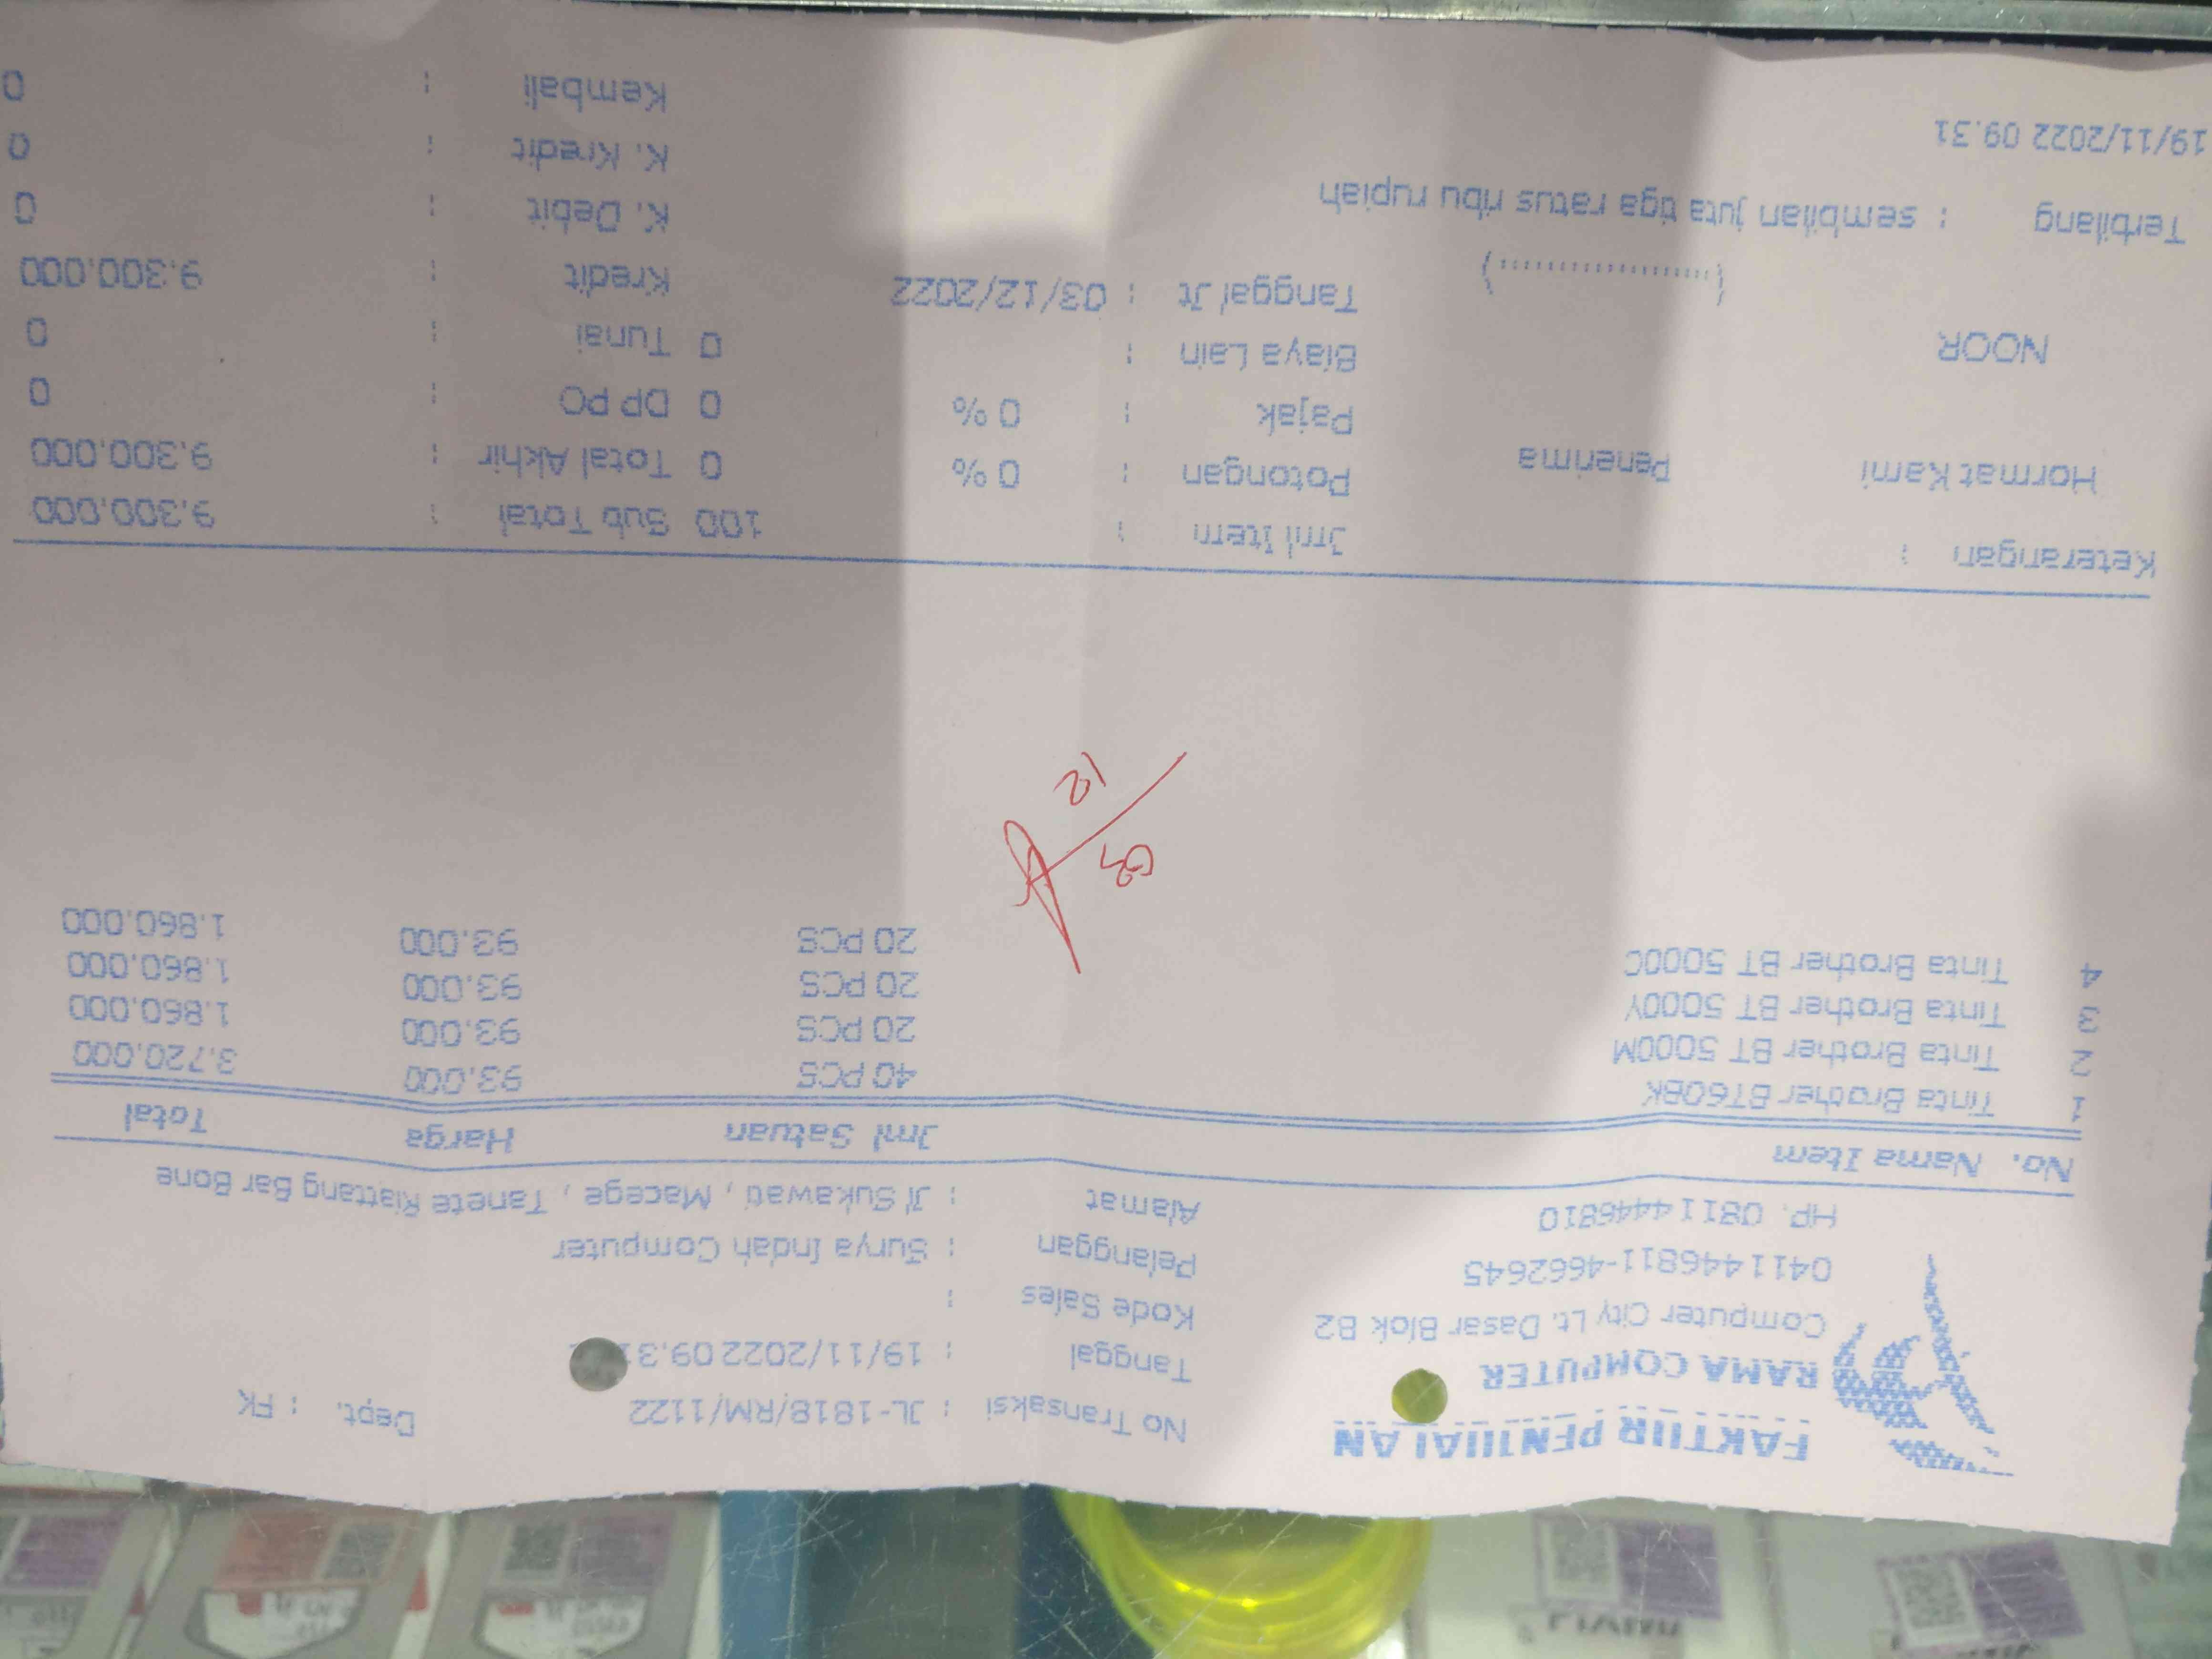 FAKTUR PENJUALAN
RAMA COMPUTER
Computer City Lt. Dasar Blok B2
0411446811-4662645
HP. 08114446810
No Transaksi : JL-1818/RM/1122 Dept. : FK
Tanggal : 19/11/2022 09.31
Kode Sales :
Pelanggan : Surya Indah Computer
Alamat : Jl Sukawati , Macege , Tanete Riattang Bar Bone
No. Nama Item Jml Satuan Harga Total
1 Tinta Brother BT60BK 40 PCS 93.000 3.720.000
2 Tinta Brother BT 5000M 20 PCS 93.000 1.860.000
3 Tinta Brother BT 5000Y 20 PCS 93.000 1.860.000
4 Tinta Brother BT 5000C 20 PCS 93.000 1.860.000
03
12
Keterangan : Jml Item : 100 Sub Total : 9.300.000
Hormat Kami Penerima Potongan : 0 % 0 Total Akhir : 9.300.000
Pajak : 0 % 0 DP PO : 0
NOOR Biaya Lain : 0 Tunai : 0
(....................) Tanggal Jt : 03/12/2022 Kredit : 9.300.000
Terbilang : sembilan juta tiga ratus ribu rupiah K. Debit : 0
19/11/2022 09.31 K. Kredit : 0
Kembali : 0